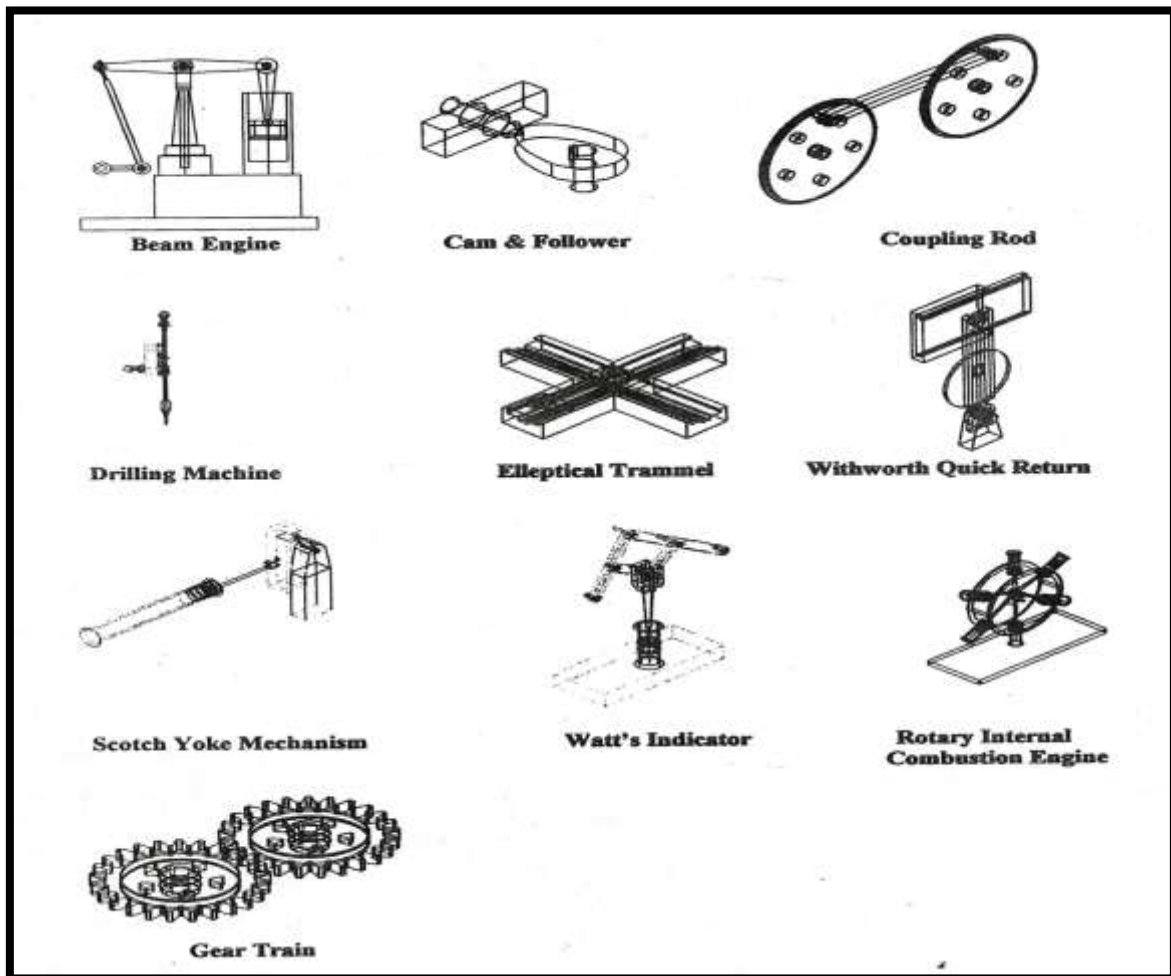 Beam Engine
Cam & Follower
Coupling Rod
Drilling Machine
Elleptical Trammel
Withworth Quick Return
Scotch Yoke Mechanism
Watt's Indicator
Rotary Internal
Combustion Engine
Gear Train